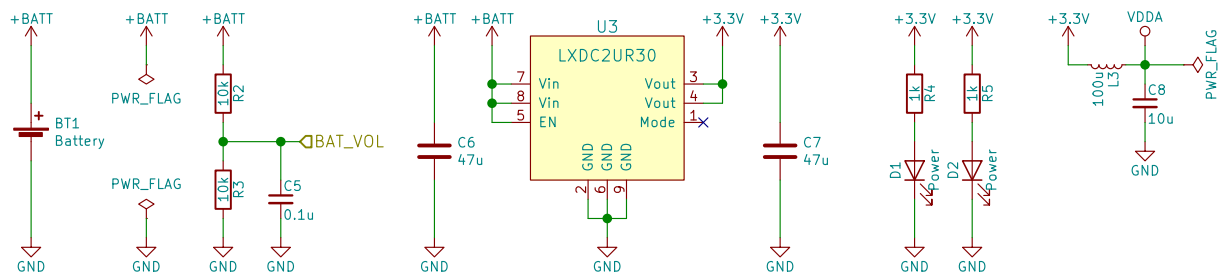 +BATT
+BATT
+BATT
+BATT
+BATT
U3
+3.3V
+3.3V
+3.3V
+3.3V
+3.3V
VDDA
LXDC2UR30
PWR_FLAG
10k
R2
7
Vin
Vout
3
8
Vin
Vout
4
5
EN
Mode
1
1k
R4
1k
R5
100u
L3
C8
10u
PWR_FLAG
BT1
Battery
BAT_VOL
C6
47u
GND
GND
GND
2
6
9
C7
47u
D1
Power
D2
Power
GND
PWR_FLAG
10k
R3
C5
0.1u
GND
GND
GND
GND
GND
GND
GND
GND
GND